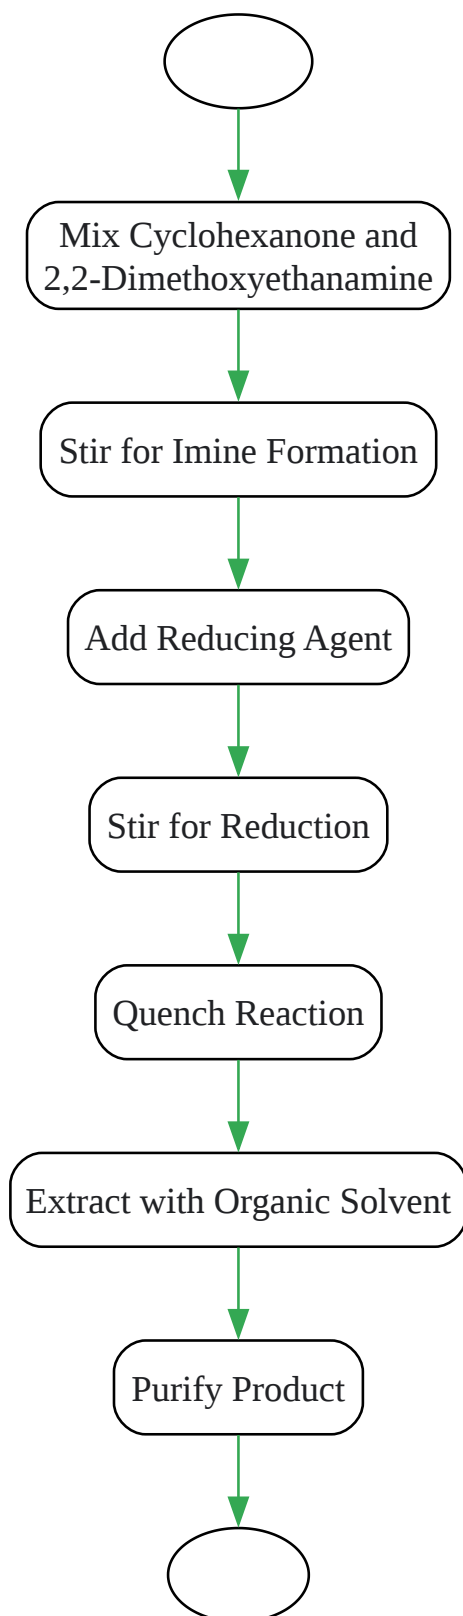 Mix Cyclohexanone and
2,2-Dimethoxyethanamine
Stir for Imine Formation
Add Reducing Agent
Stir for Reduction
Quench Reaction
Extract with Organic Solvent
Purify Product